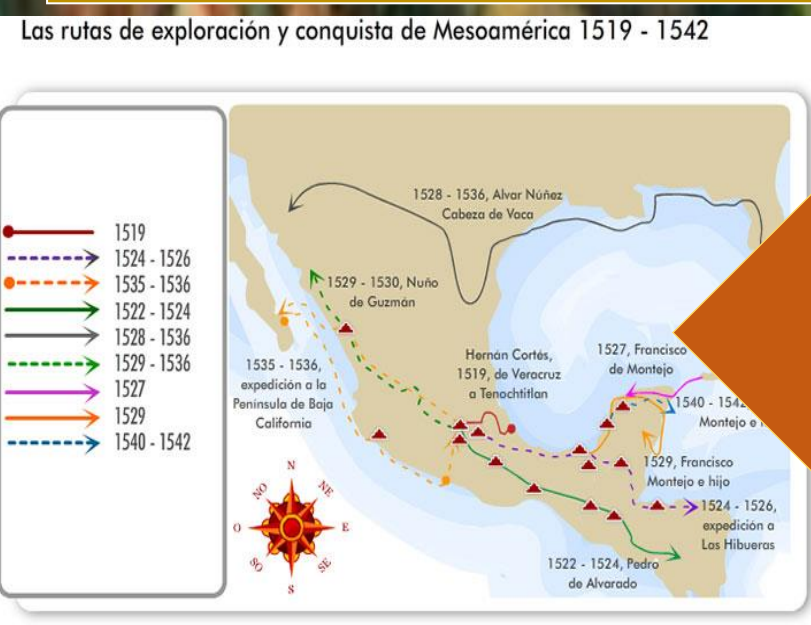 Las rutas de exploración y conquista de Mesoamérica 1519 - 1542
1519
1524 - 1526
1535 - 1536
1522 - 1524
1528 - 1536
1529 - 1536
1527
1529
1540 - 1542
1528 - 1536, Alvar Núñez
Cabeza de Vaca
1529 - 1530, Nuño
de Guzmán
1535 - 1536,
expedición a la
Península de Baja
California
Hernán Cortés,
1519, de Veracruz
a Tenochtitlan
1527, Francisco
de Montejo
1540 - 1542
Montejo e
1529, Francisco
Montejo e hijo
1524 - 1526,
expedición a
Las Hibueras
1522 - 1524, Pedro
de Alvarado
N
NO
NE
O
E
SO
SE
S